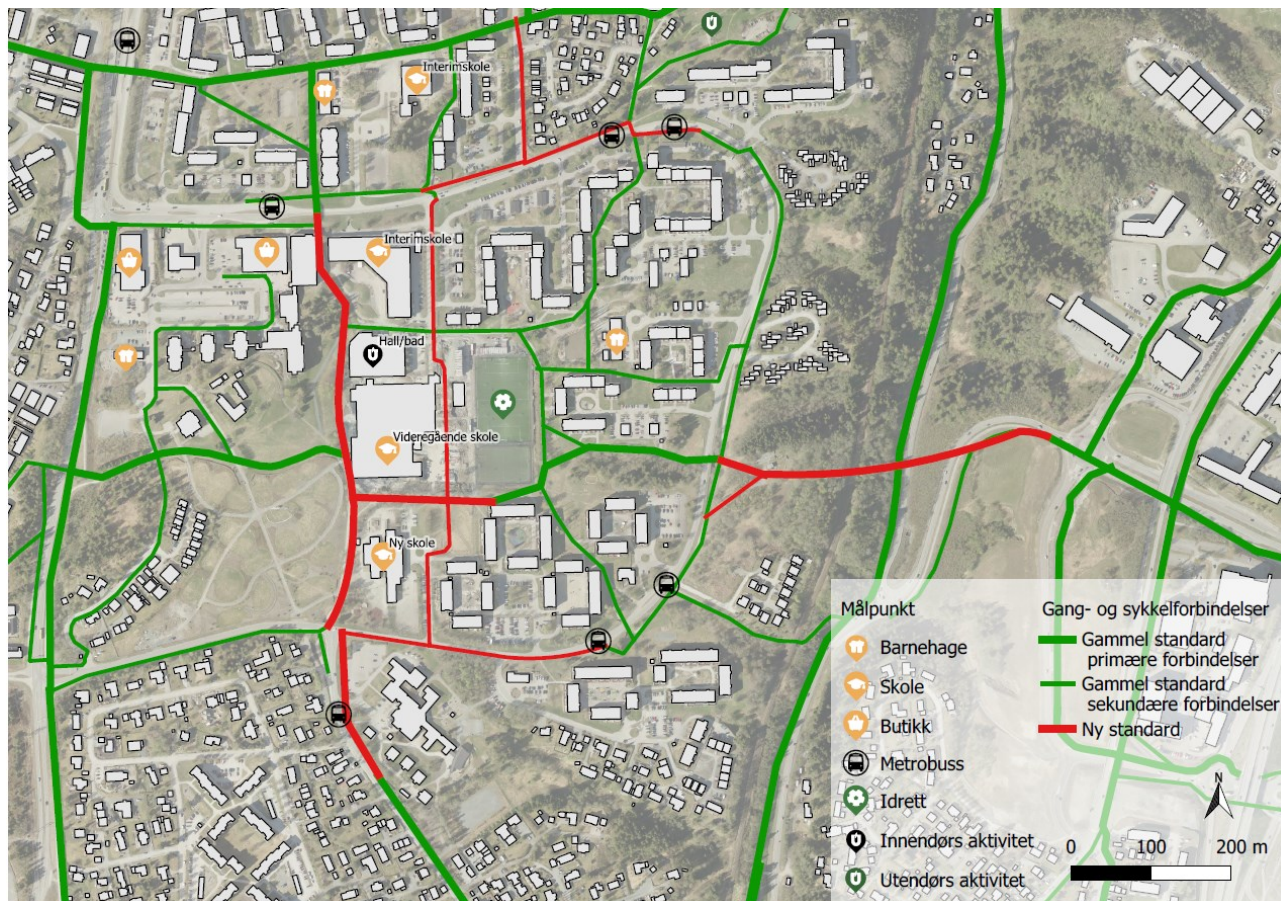 Interimskole
Interimskole
Hall/bad
Videregående skole
Ny skole
Målpunkt
Barnehage
Skole
Butikk
Metrobuss
Idrett
Innendørs aktivitet
Utendørs aktivitet
Gang- og sykkelforbindelser
Gammel standard
primære forbindelser
Gammel standard
sekundære forbindelser
Ny standard
N
0 100 200 m